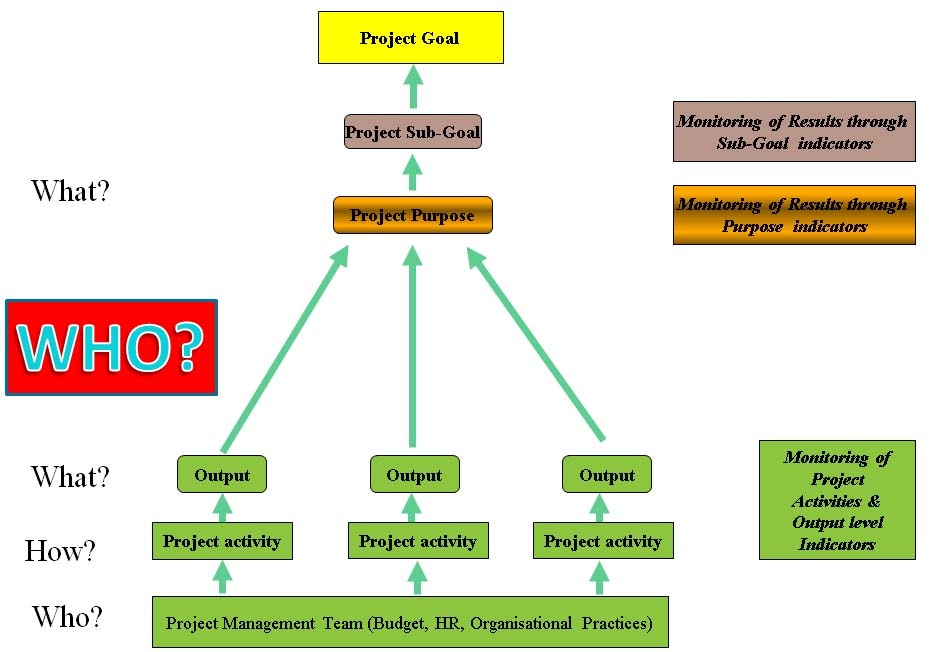 Project Goal
Project Sub-Goal
Monitoring of Results through
Sub-Goal indicators
What?
Project Purpose
Monitoring of Results through
Purpose indicators
WHO?
What?
Output
Output
Output
Monitoring of
Project
Activities &
Output level
Indicators
How?
Project activity
Project activity
Project activity
Who?
Project Management Team (Budget, HR, Organisational Practices)